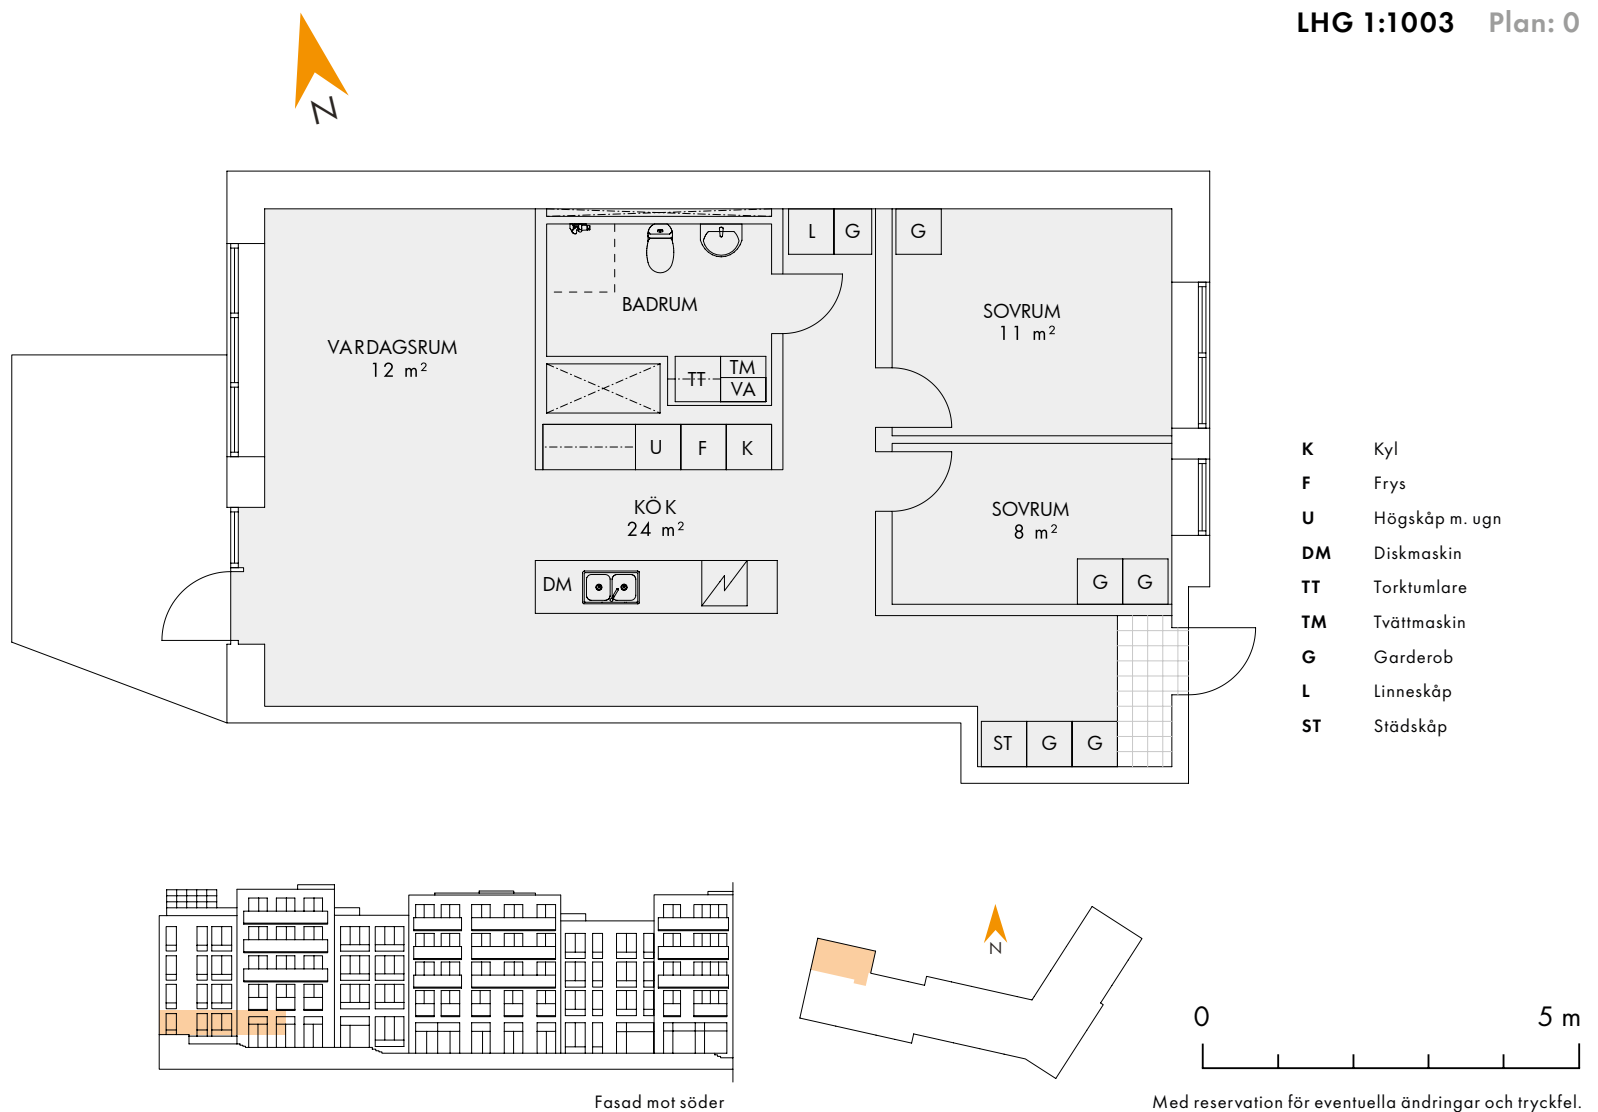 LHG 1:1003 Plan: 0
N
L G G
BADRUM
SOVRUM
11 m²
VARDAGSRUM
12 m²
TT TM
VA
U F K
KÖK
24 m²
SOVRUM
8 m²
DM
G G
ST G G
K Kyl
F Frys
U Högskåp m. ugn
DM Diskmaskin
TT Torktumlare
TM Tvättmaskin
G Garderob
L Linneskåp
ST Städskåp
N
0 5 m
Fasad mot söder
Med reservation för eventuella ändringar och tryckfel.